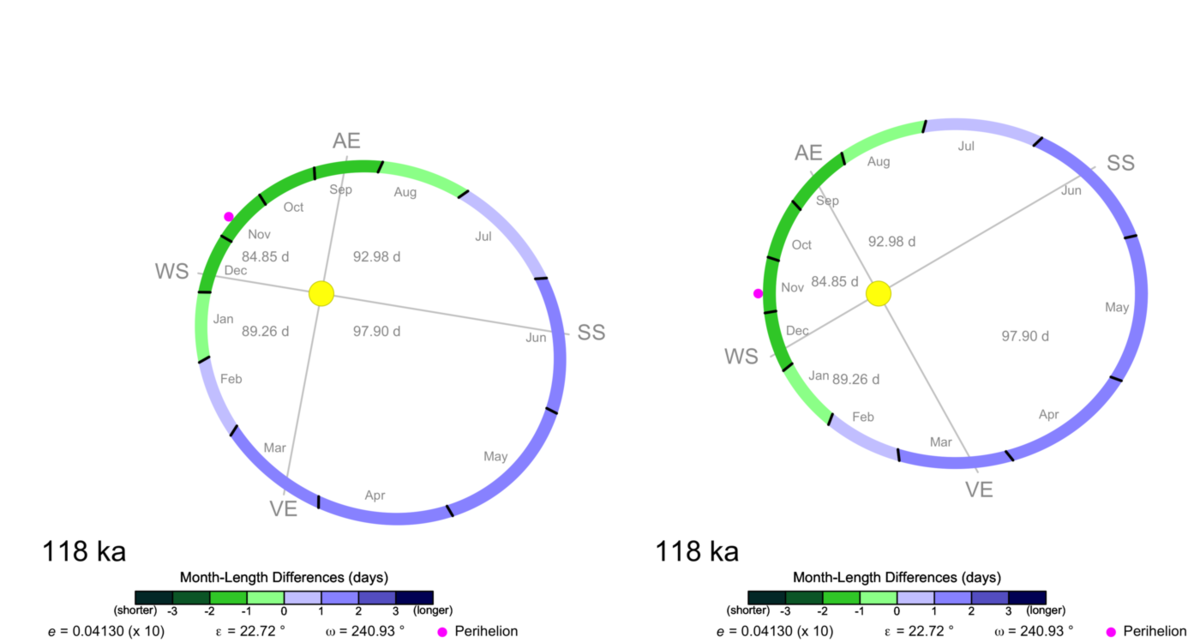 AE
Sep
Aug
Oct
Jul
Nov
84.85 d
92.98 d
WS
Dec
Jan
89.26 d
97.90 d
Jun
SS
Feb
Mar
May
Apr
VE
118 ka
Month-Length Differences (days)
(shorter) -3 -2 -1 0 1 2 3 (longer)
e = 0.04130 (x 10) ε = 22.72 ° ω = 240.93 ° Perihelion
Jul
AE
Aug
SS
Jun
Sep
Oct
92.98 d
Nov
84.85 d
May
Dec
97.90 d
WS
Jan
89.26 d
Feb
Apr
Mar
VE
118 ka
Month-Length Differences (days)
(shorter) -3 -2 -1 0 1 2 3 (longer)
e = 0.04130 (x 10) ε = 22.72 ° ω = 240.93 ° Perihelion